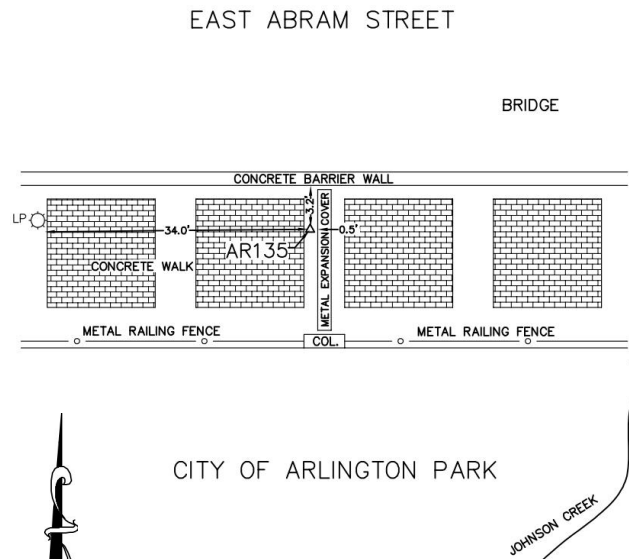 EAST ABRAM STREET
BRIDGE
CONCRETE BARRIER WALL
LP
3.2'
34.0'
0.5'
AR135
METAL EXPANSION COVER
CONCRETE WALK
METAL RAILING FENCE
COL.
METAL RAILING FENCE
CITY OF ARLINGTON PARK
JOHNSON CREEK